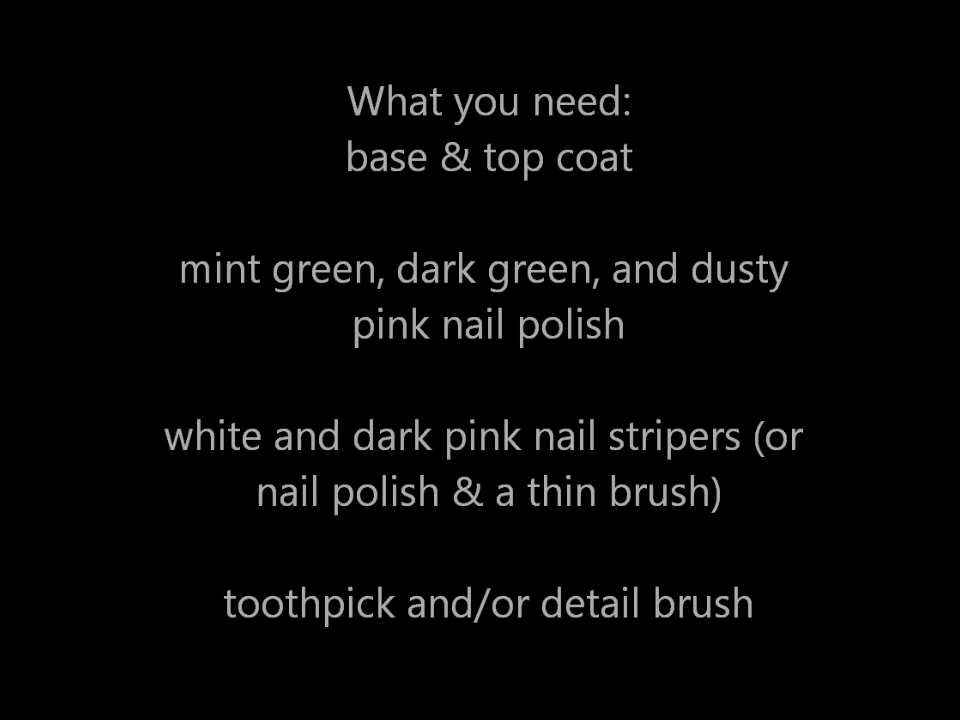 What you need:
base & top coat
mint green, dark green, and dusty
pink nail polish
white and dark pink nail stripers (or
nail polish & a thin brush)
toothpick and/or detail brush